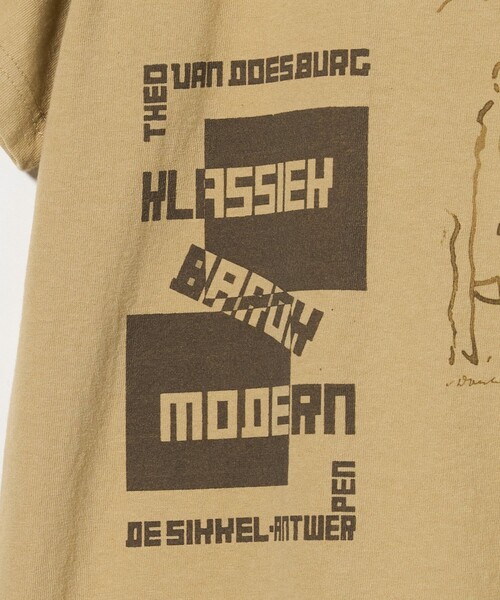 THEO VAN DOESBURG
KLASSIEK
BAROK
MODERN
DE SIKKEL-ANTWERPEN